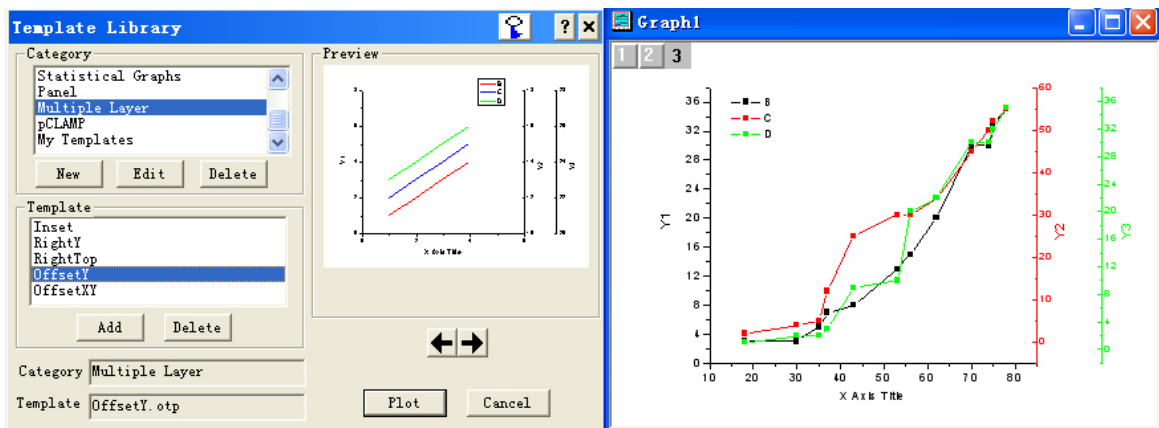 Template Library
Category
Statistical Graphs
Panel
Multiple Layer
pCLAMP
My Templates
New Edit Delete
Template
Inset
RightY
RightTop
OffsetY
OffsetXY
Add Delete
Category Multiple Layer
Template OffsetY.otp
Preview
B
C
D
X Axis Title
Plot Cancel
Graph1
1 2 3
B
C
D
Y1
36
32
28
24
20
16
12
8
4
0
10 20 30 40 50 60 70 80
X Axis Title
60
50
40
30
20
10
0
Y2
36
32
28
24
20
16
12
8
4
0
Y3